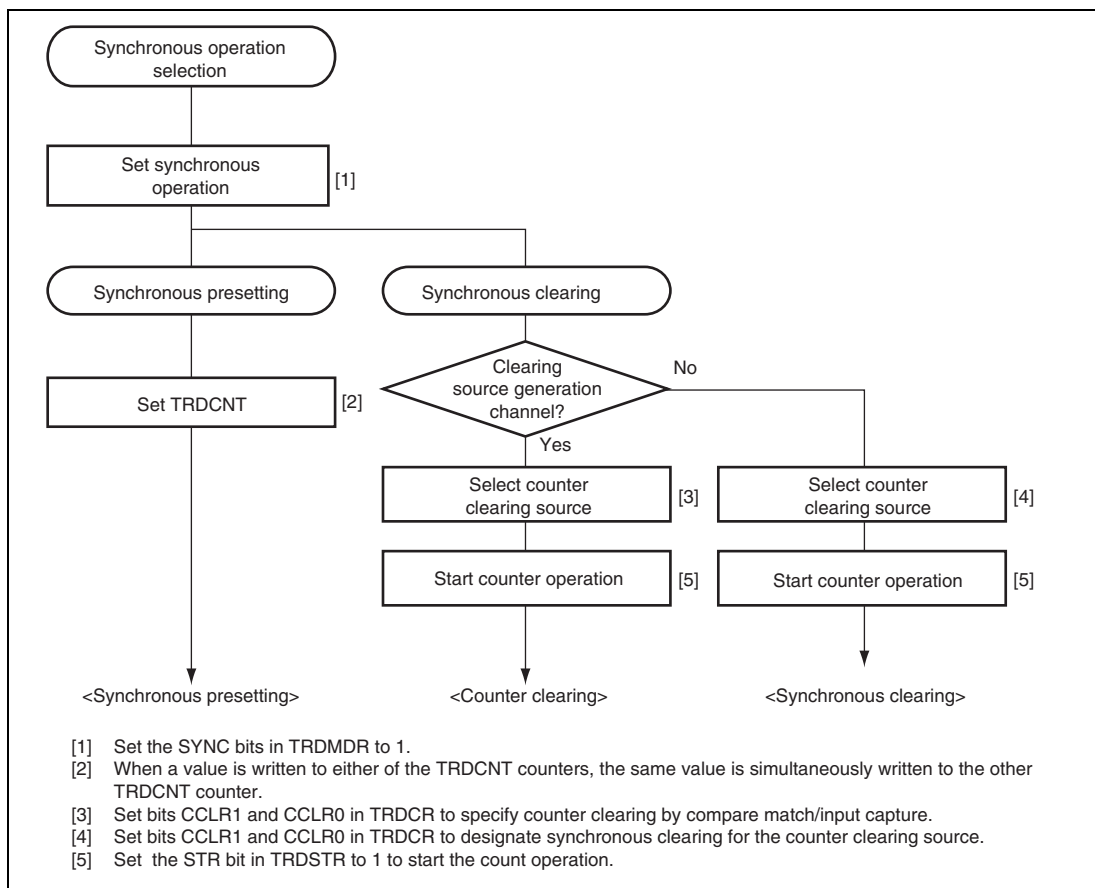 Synchronous operation
selection
Set synchronous
operation
[1]
Synchronous presetting
Synchronous clearing
Set TRDCNT
[2]
Clearing
source generation
channel?
No
Yes
Select counter
clearing source
[3]
Select counter
clearing source
[4]
Start counter operation
[5]
Start counter operation
[5]
<Synchronous presetting>
<Counter clearing>
<Synchronous clearing>
[1] Set the SYNC bits in TRDMDR to 1.
[2] When a value is written to either of the TRDCNT counters, the same value is simultaneously written to the other
TRDCNT counter.
[3] Set bits CCLR1 and CCLR0 in TRDCR to specify counter clearing by compare match/input capture.
[4] Set bits CCLR1 and CCLR0 in TRDCR to designate synchronous clearing for the counter clearing source.
[5] Set the STR bit in TRDSTR to 1 to start the count operation.